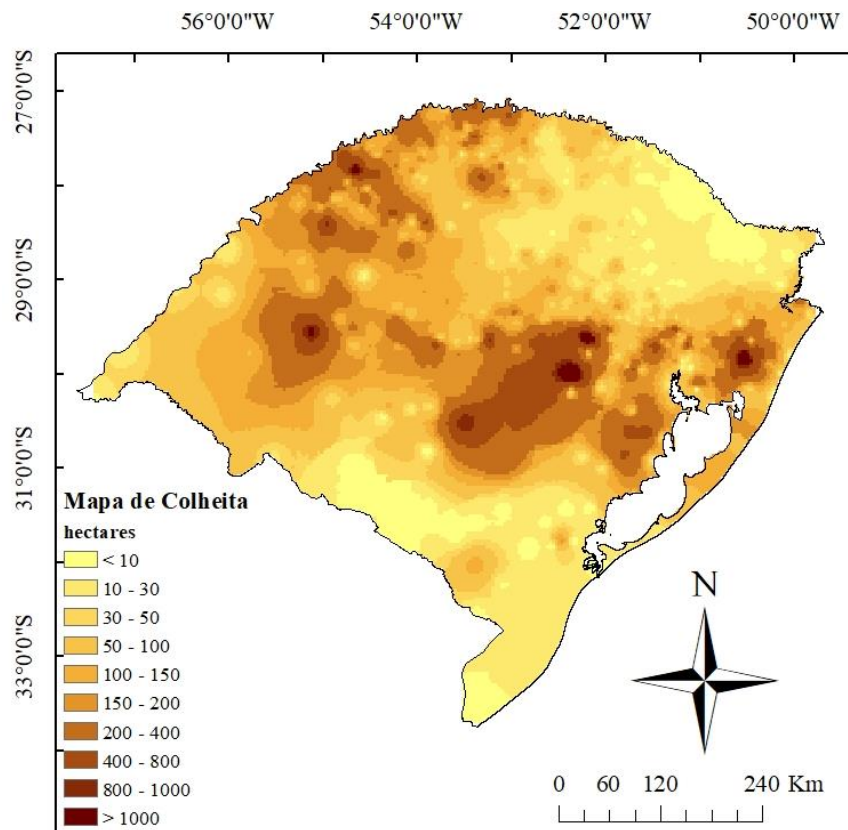 56°0'0"W 54°0'0"W 52°0'0"W 50°0'0"W
27°0'0"S
29°0'0"S
31°0'0"S
33°0'0"S
Mapa de Colheita
hectares
< 10
10 - 30
30 - 50
50 - 100
100 - 150
150 - 200
200 - 400
400 - 800
800 - 1000
> 1000
N
0 60 120 240 Km